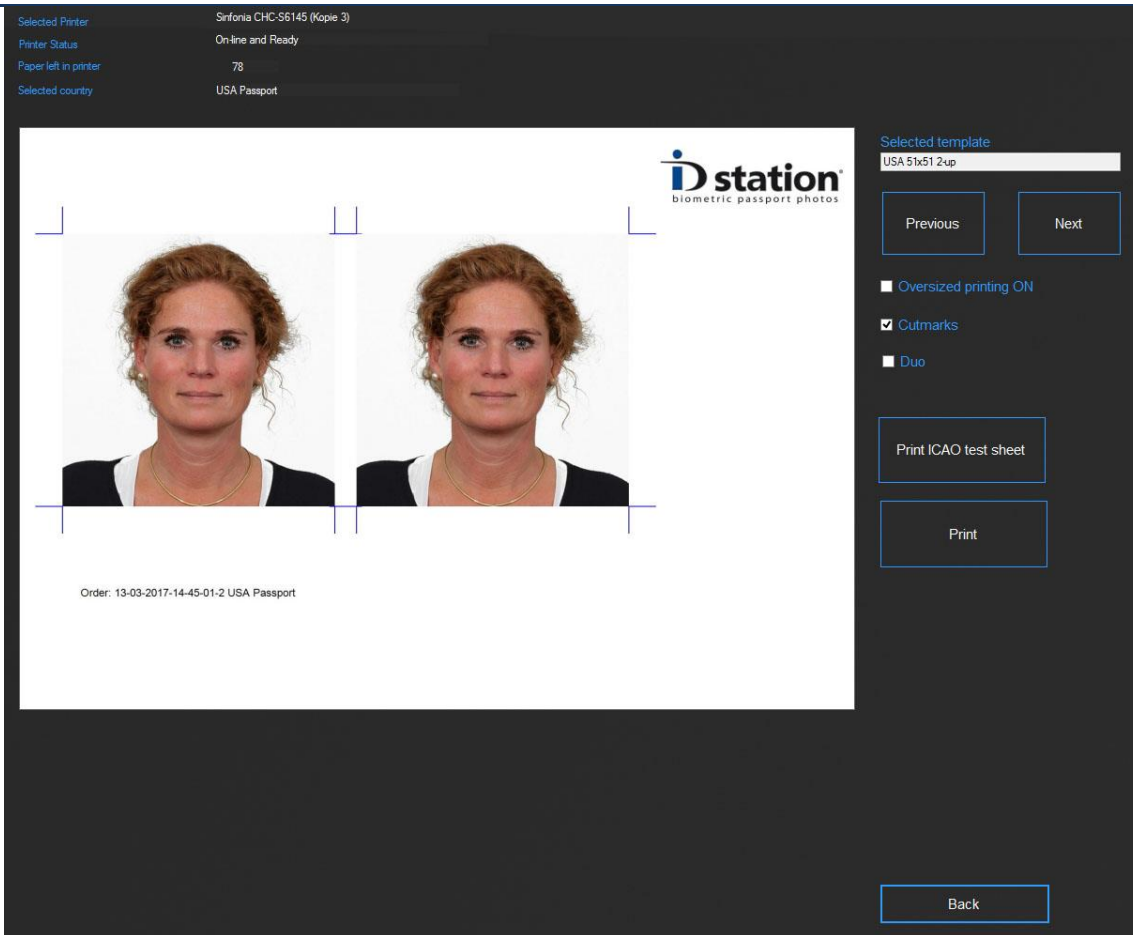 Selected Printer Sinfonia CHC-S6145 (Kopie 3)
Printer Status On-line and Ready
Paper left in printer 78
Selected country USA Passport
iD station
biometric passport photos
Selected template
USA 51x51 2-up
Previous Next
Oversized printing ON
Cutmarks
Duo
Print ICAO test sheet
Print
Order: 13-03-2017-14-45-01-2 USA Passport
Back